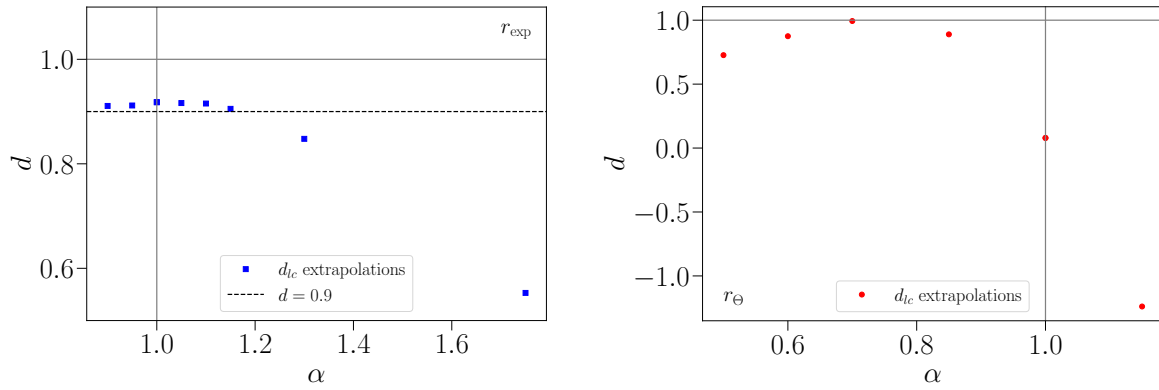 r_exp
1.0
0.8
0.6
d
d_lc extrapolations
d = 0.9
1.0
1.2
1.4
1.6
α
1.0
0.5
0.0
−0.5
−1.0
d
r_Θ
d_lc extrapolations
0.6
0.8
1.0
α